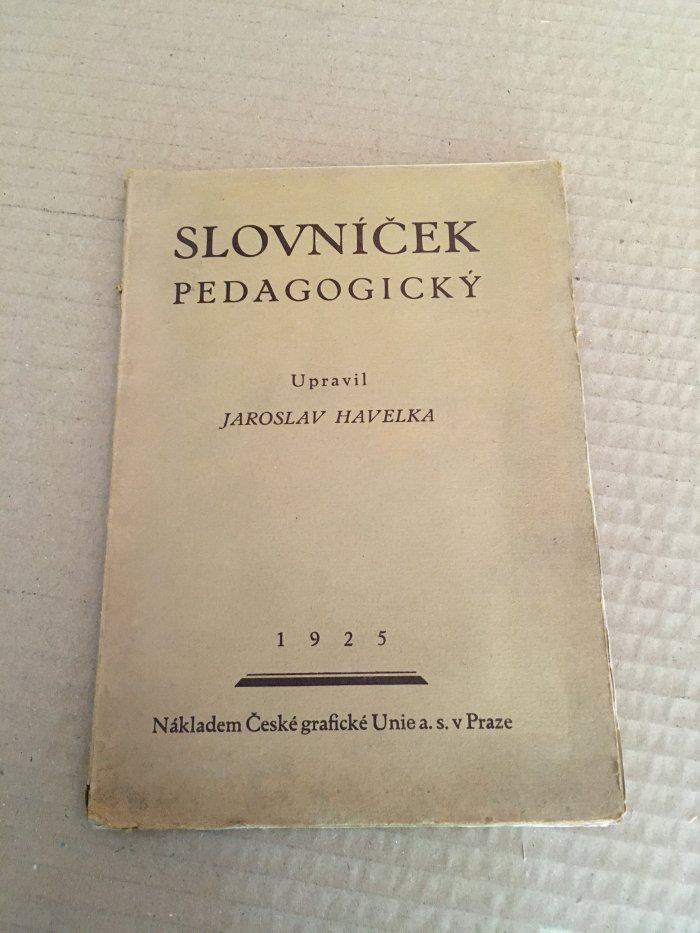 SLOVNÍČEK
PEDAGOGICKÝ
Upravil
JAROSLAV HAVELKA
1925
Nákladem České grafické Unie a. s. v Praze